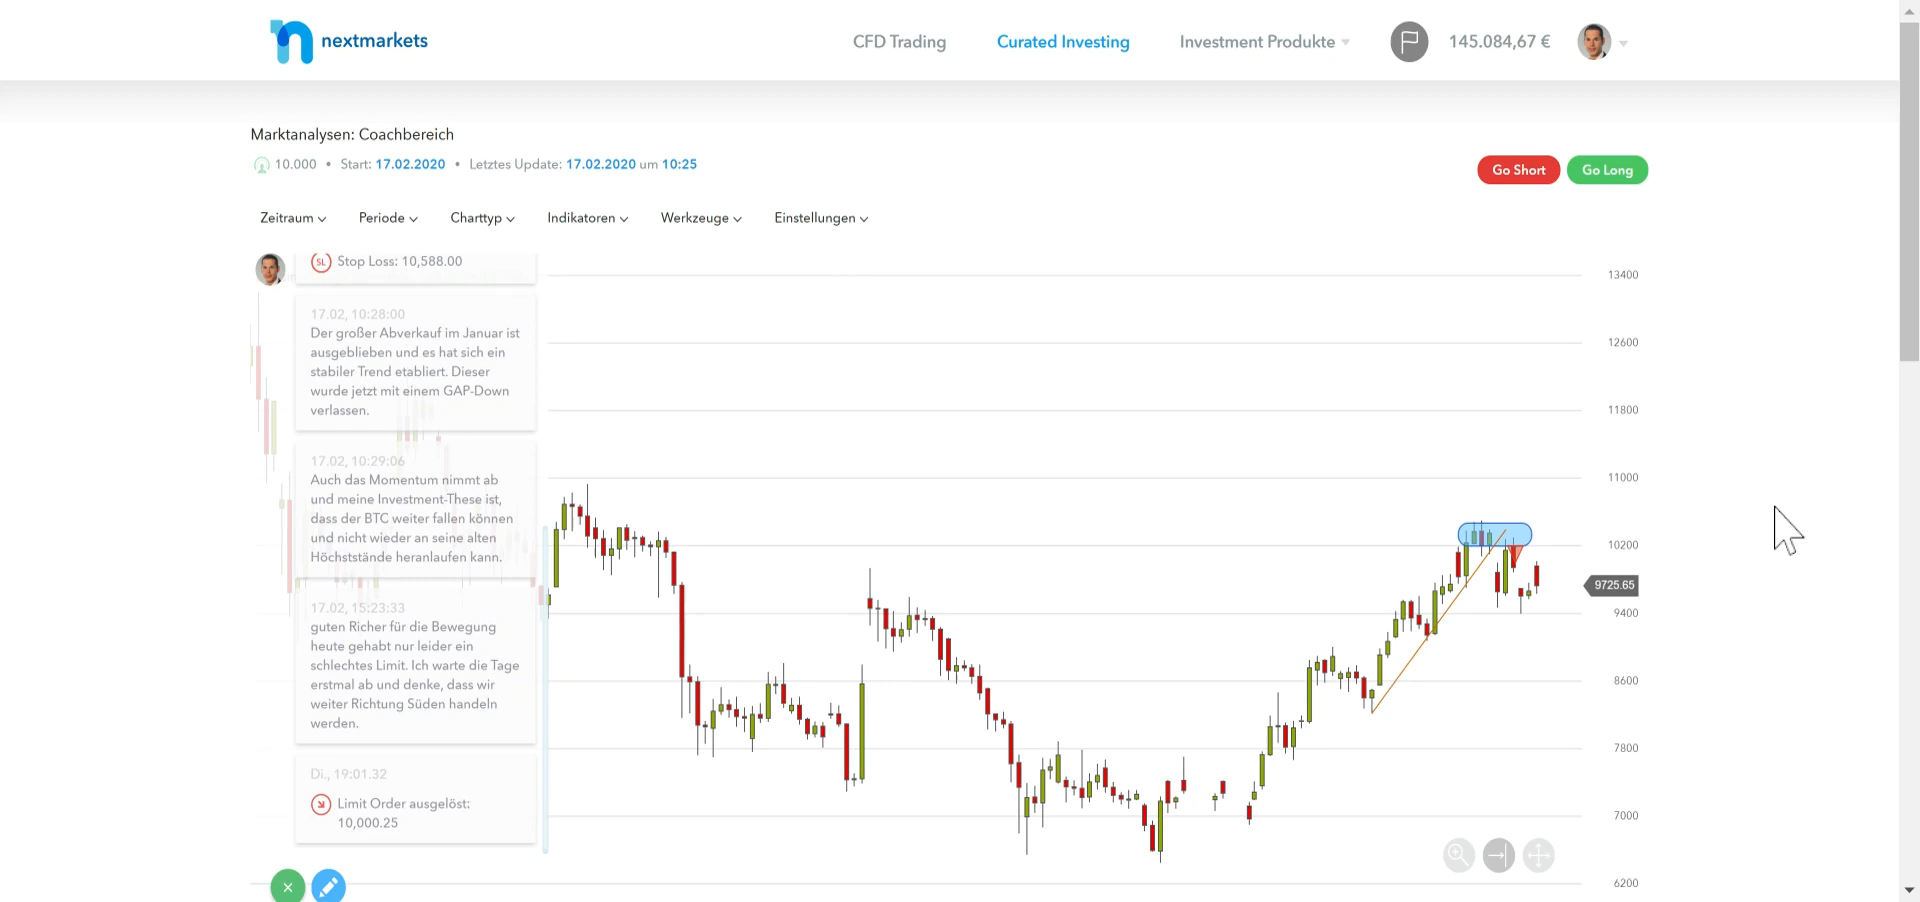 nextmarkets
CFD Trading
Curated Investing
Investment Produkte
145.084,67 €
Marktanalysen: Coachbereich
10.000 • Start: 17.02.2020 • Letztes Update: 17.02.2020 um 10:25
Go Short
Go Long
Zeitraum
Periode
Charttyp
Indikatoren
Werkzeuge
Einstellungen
SL Stop Loss: 10,588.00
17.02, 10:28:00
Der großer Abverkauf im Januar ist
ausgeblieben und es hat sich ein
stabiler Trend etabliert. Dieser
wurde jetzt mit einem GAP-Down
verlassen.
17.02, 10:29:06
Auch das Momentum nimmt ab
und meine Investment-These ist,
dass der BTC weiter fallen können
und nicht wieder an seine alten
Höchststände heranlaufen kann.
17.02, 15:23:33
guten Richer für die Bewegung
heute gehabt nur leider ein
schlechtes Limit. Ich warte die Tage
erstmal ab und denke, dass wir
weiter Richtung Süden handeln
werden.
Di., 19:01.32
Limit Order ausgelöst:
10,000.25
13400
12600
11800
11000
10200
9725.65
9400
8600
7800
7000
6200